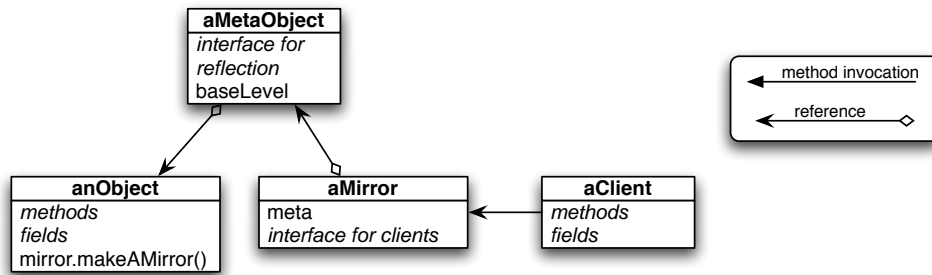 aMetaObject
interface for
reflection
baseLevel
method invocation
reference
anObject
methods
fields
mirror.makeAMirror()
aMirror
meta
interface for clients
aClient
methods
fields